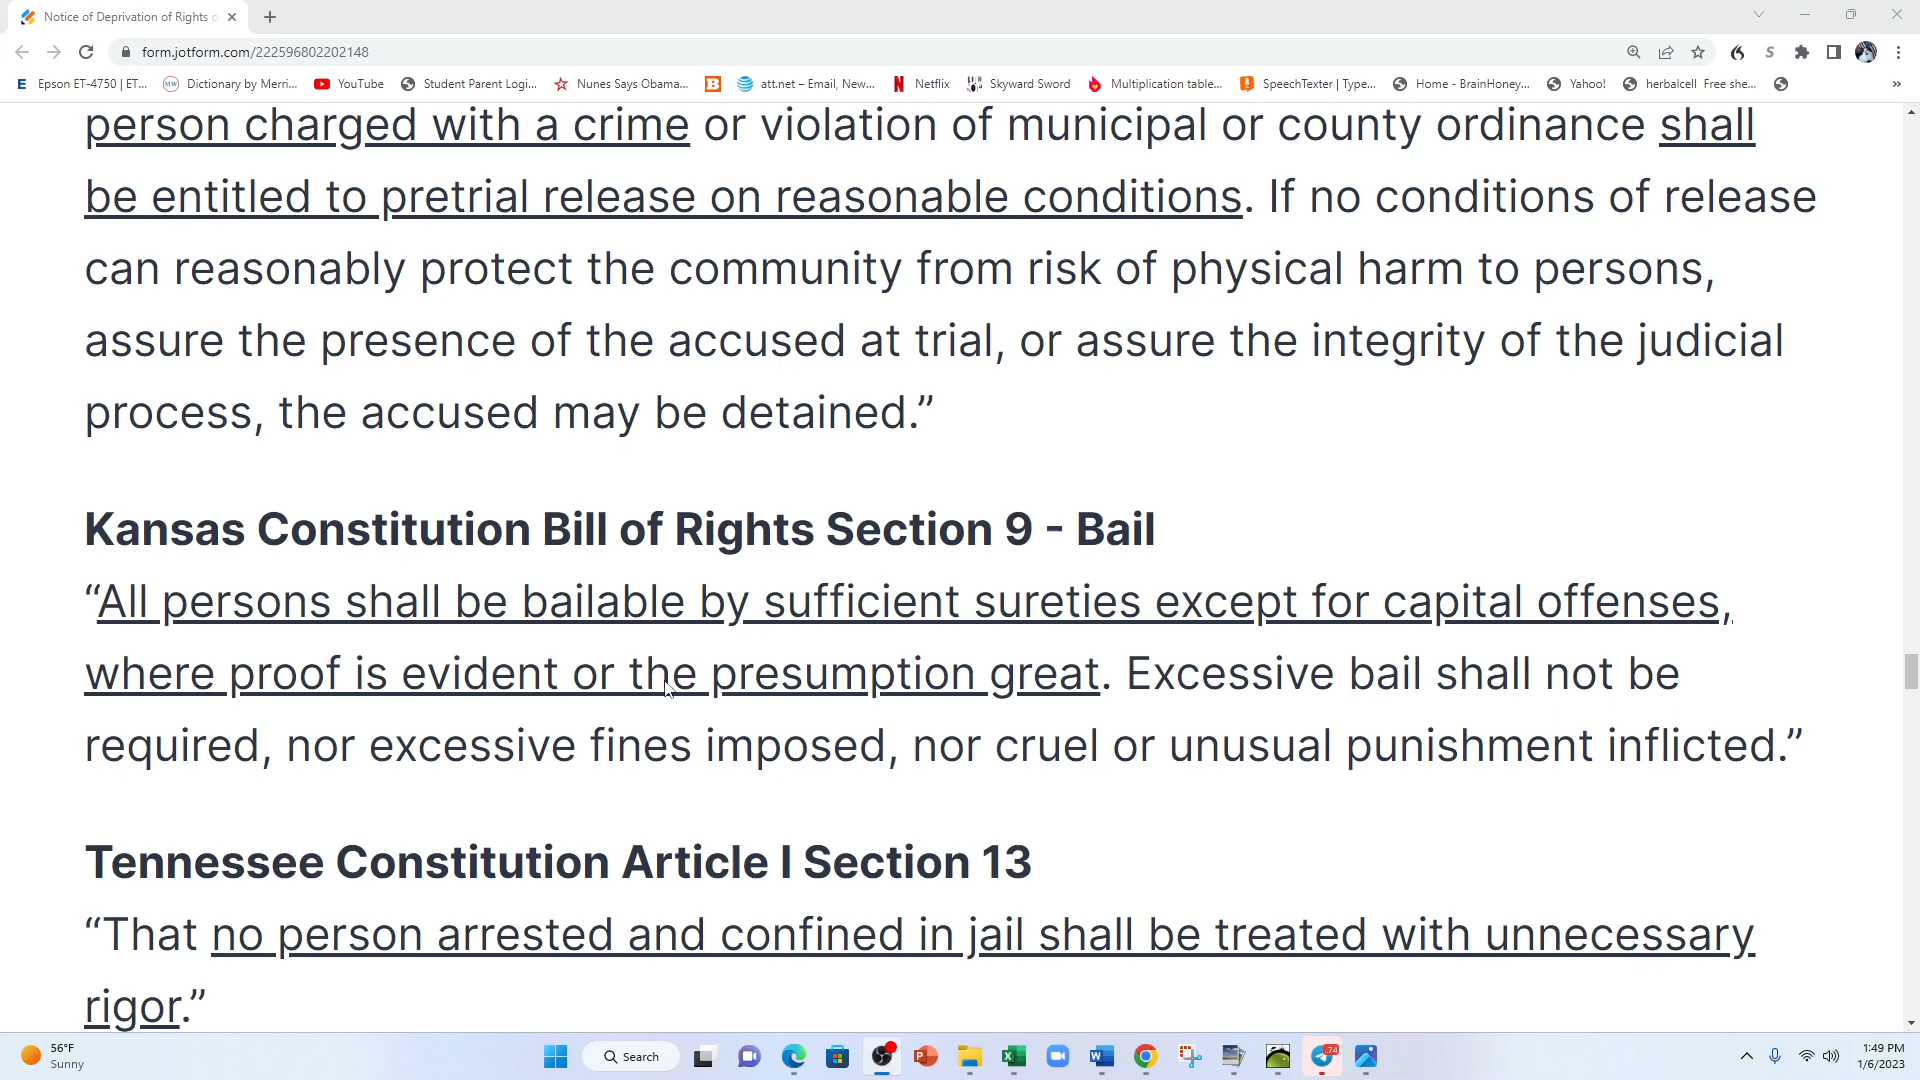 Notice of Deprivation of Rights
form.jotform.com/222596802202148
Epson ET-4750 | ET... Dictionary by Merri... YouTube Student Parent Logi... Nunes Says Obama... att.net – Email, New... Netflix Skyward Sword Multiplication table... SpeechTexter | Type... Home - BrainHoney... Yahoo! herbalcell Free she... »
person charged with a crime or violation of municipal or county ordinance shall
be entitled to pretrial release on reasonable conditions. If no conditions of release
can reasonably protect the community from risk of physical harm to persons,
assure the presence of the accused at trial, or assure the integrity of the judicial
process, the accused may be detained.”
Kansas Constitution Bill of Rights Section 9 - Bail
“All persons shall be bailable by sufficient sureties except for capital offenses,
where proof is evident or the presumption great. Excessive bail shall not be
required, nor excessive fines imposed, nor cruel or unusual punishment inflicted.”
Tennessee Constitution Article I Section 13
“That no person arrested and confined in jail shall be treated with unnecessary
rigor.”
56°F
Sunny
Search
74
1:49 PM
1/6/2023